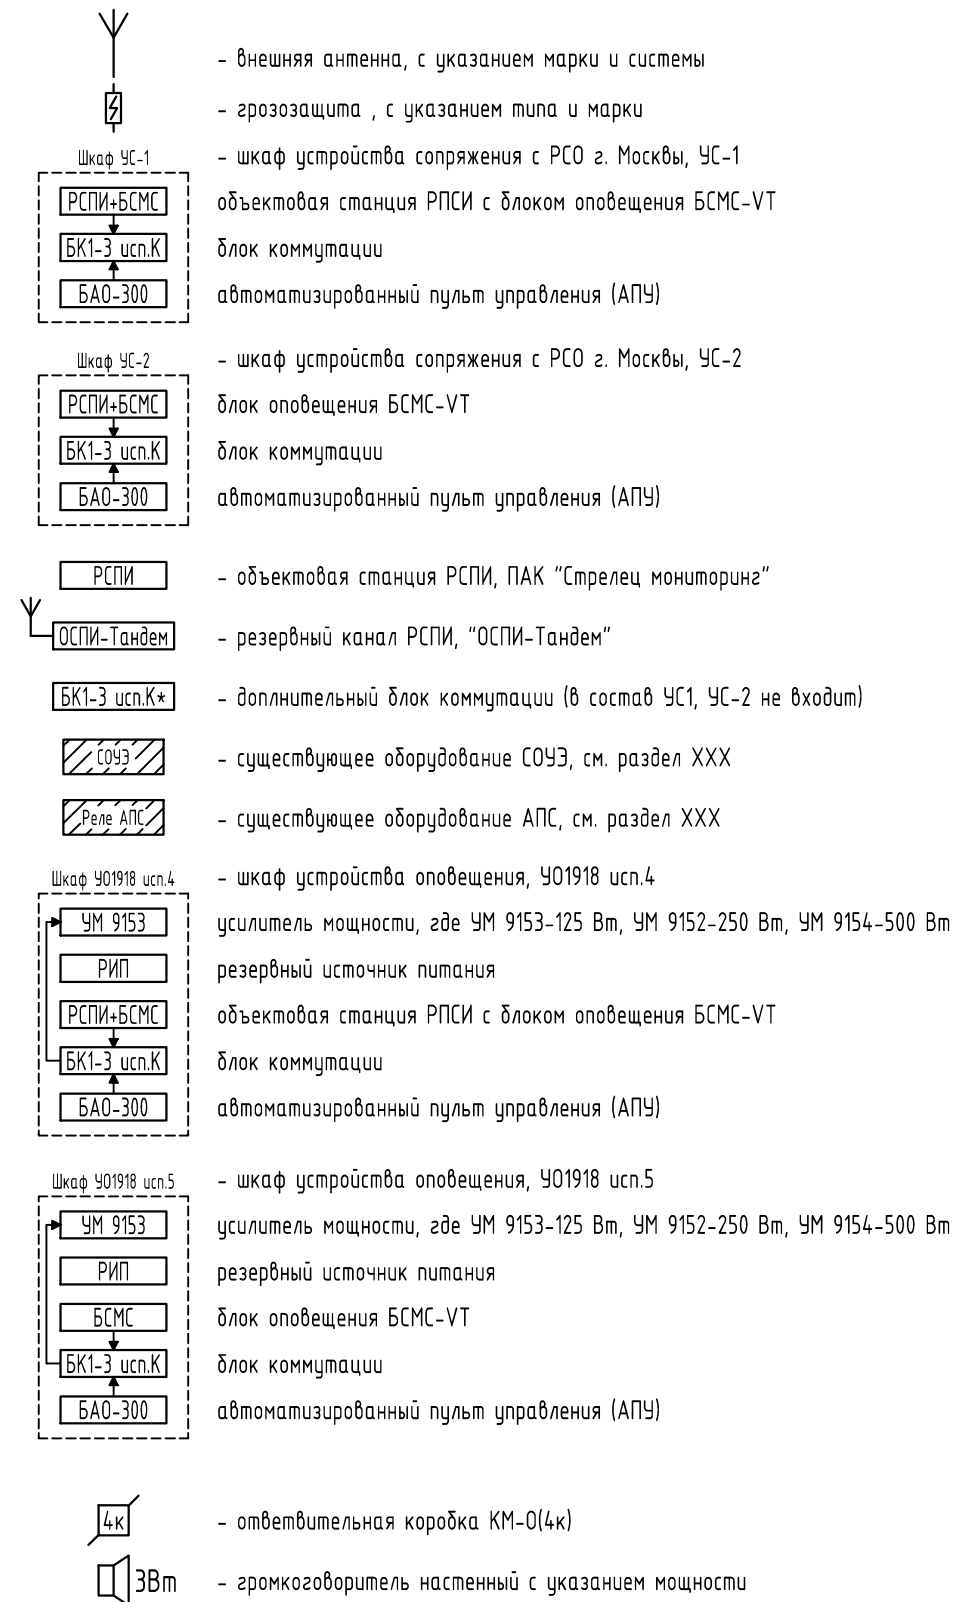 - внешняя антенна, с указанием марки и системы
- грозозащита , с указанием типа и марки
Шкаф УС-1 - шкаф устройства сопряжения с РСО г. Москвы, УС-1
РСПИ+БСМС объектовая станция РПСИ с блоком оповещения БСМС-VT
БК1-3 исп.К блок коммутации
БАО-300 автоматизированный пульт управления (АПУ)
Шкаф УС-2 - шкаф устройства сопряжения с РСО г. Москвы, УС-2
РСПИ+БСМС блок оповещения БСМС-VT
БК1-3 исп.К блок коммутации
БАО-300 автоматизированный пульт управления (АПУ)
РСПИ - объектовая станция РСПИ, ПАК "Стрелец мониторинг"
ОСПИ-Тандем - резервный канал РСПИ, "ОСПИ-Тандем"
БК1-3 исп.К* - доплнительный блок коммутации (в состав УС1, УС-2 не входит)
СОУЭ - существующее оборудование СОУЭ, см. раздел XXX
Реле АПС - существующее оборудование АПС, см. раздел XXX
Шкаф УО1918 исп.4 - шкаф устройства оповещения, УО1918 исп.4
УМ 9153 усилитель мощности, где УМ 9153-125 Вт, УМ 9152-250 Вт, УМ 9154-500 Вт
РИП резервный источник питания
РСПИ+БСМС объектовая станция РПСИ с блоком оповещения БСМС-VT
БК1-3 исп.К блок коммутации
БАО-300 автоматизированный пульт управления (АПУ)
Шкаф УО1918 исп.5 - шкаф устройства оповещения, УО1918 исп.5
УМ 9153 усилитель мощности, где УМ 9153-125 Вт, УМ 9152-250 Вт, УМ 9154-500 Вт
РИП резервный источник питания
БСМС блок оповещения БСМС-VT
БК1-3 исп.К блок коммутации
БАО-300 автоматизированный пульт управления (АПУ)
4к - ответвительная коробка КМ-О(4к)
3Вт - громкоговоритель настенный с указанием мощности